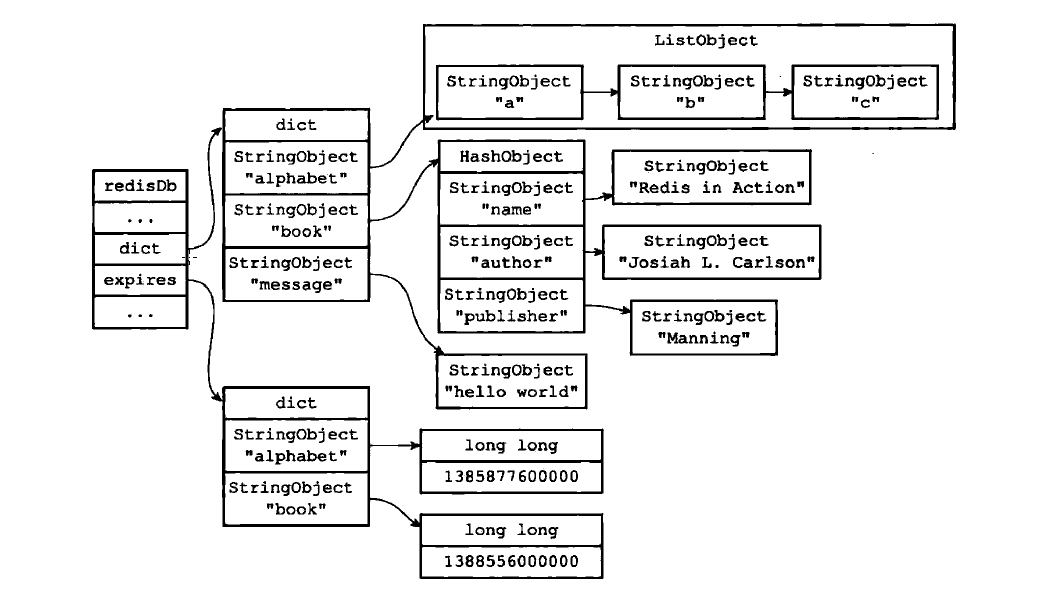 ListObject
StringObject
"a"
StringObject
"b"
StringObject
"c"
dict
StringObject
"alphabet"
StringObject
"book"
StringObject
"message"
redisDb
...
dict
expires
...
HashObject
StringObject
"name"
StringObject
"author"
StringObject
"publisher"
StringObject
"Redis in Action"
StringObject
"Josiah L. Carlson"
StringObject
"Manning"
StringObject
"hello world"
dict
StringObject
"alphabet"
StringObject
"book"
long long
1385877600000
long long
1388556000000